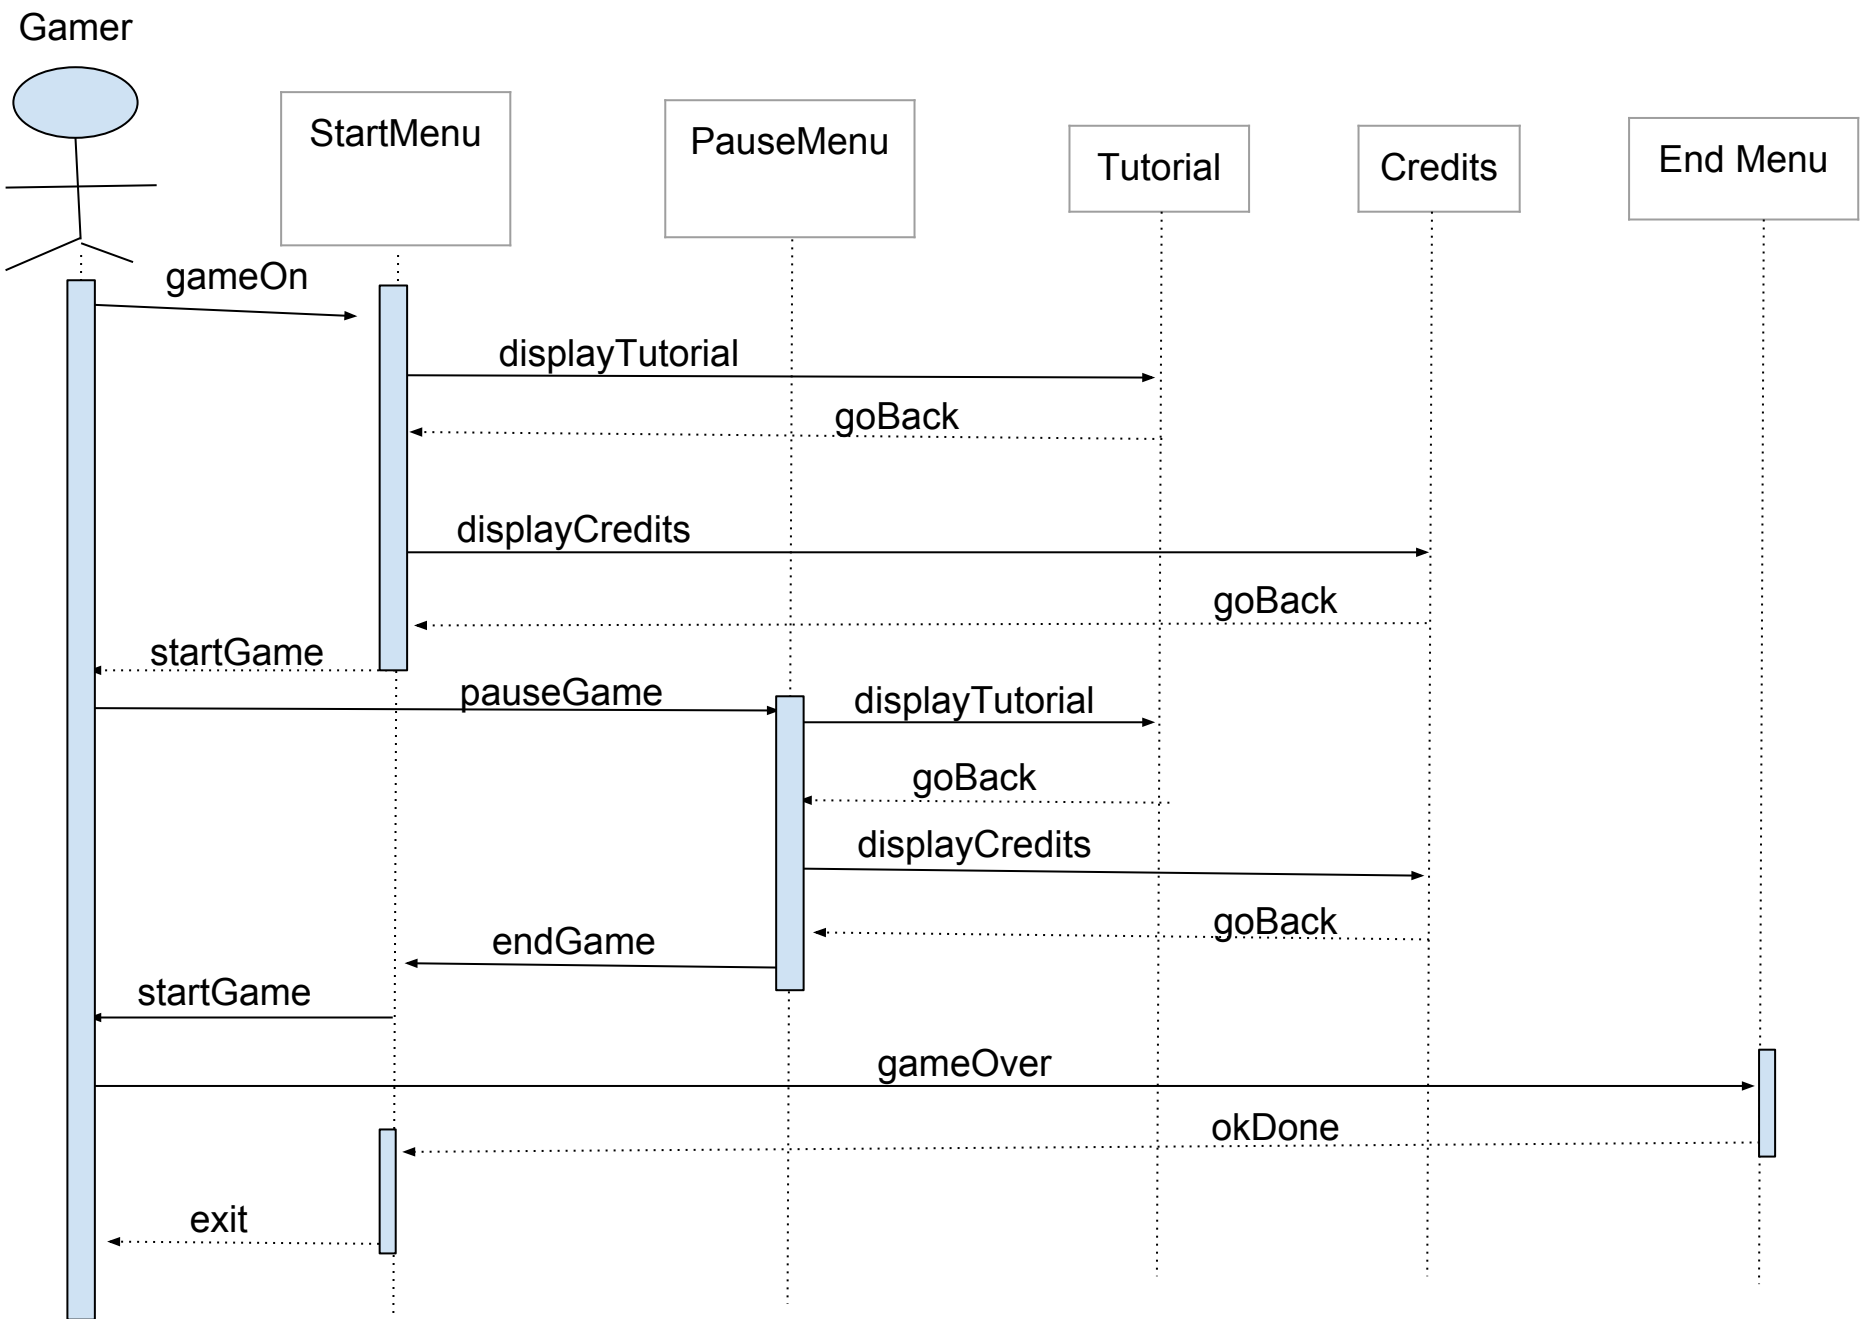 Gamer
StartMenu
PauseMenu
Tutorial
Credits
End Menu
gameOn
displayTutorial
goBack
displayCredits
goBack
startGame
pauseGame
displayTutorial
goBack
displayCredits
goBack
endGame
startGame
gameOver
okDone
exit